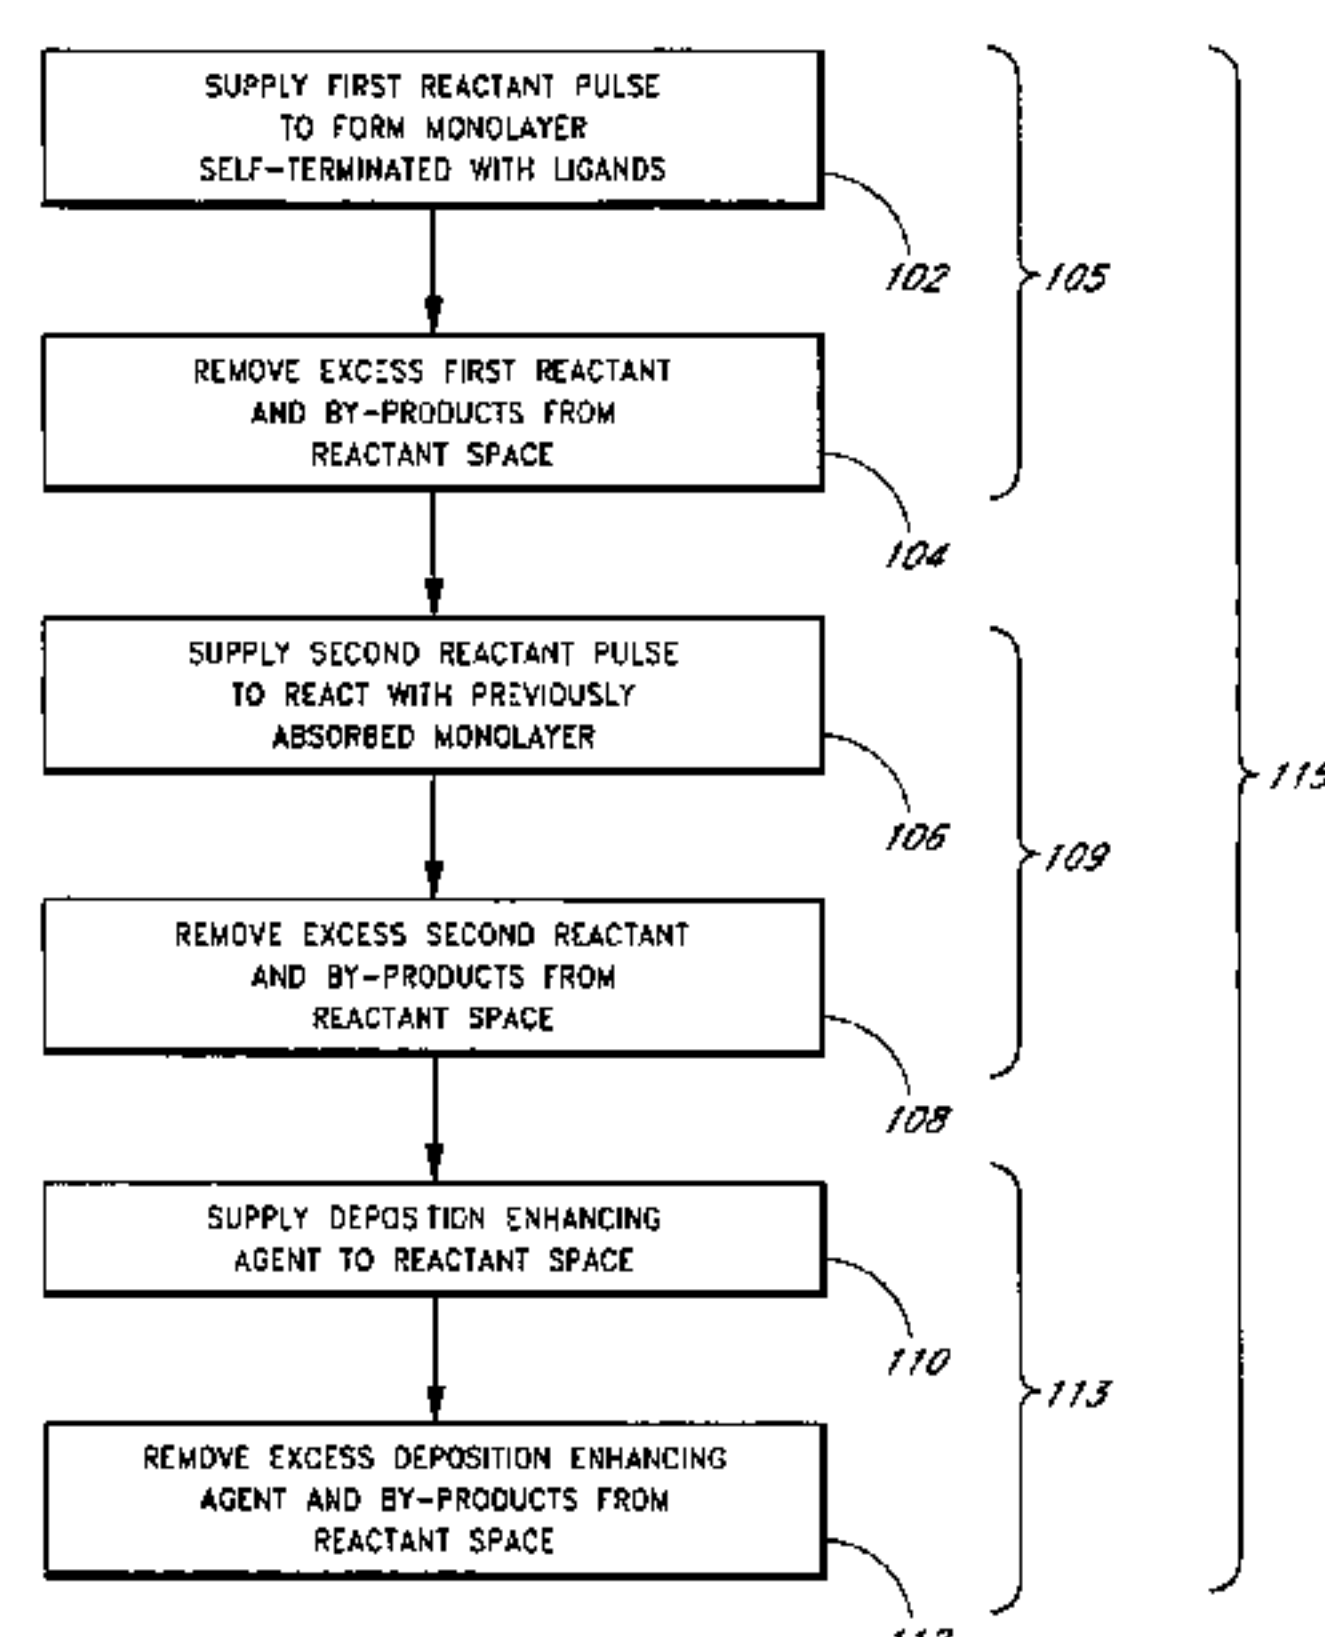 SUPPLY FIRST REACTANT PULSE
TO FORM MONOLAYER
SELF-TERMINATED WITH LIGANDS
102
105
REMOVE EXCESS FIRST REACTANT
AND BY-PRODUCTS FROM
REACTANT SPACE
104
SUPPLY SECOND REACTANT PULSE
TO REACT WITH PREVIOUSLY
ABSORBED MONOLAYER
115
106
109
REMOVE EXCESS SECOND REACTANT
AND BY-PRODUCTS FROM
REACTANT SPACE
108
SUPPLY DEPOSITION ENHANCING
AGENT TO REACTANT SPACE
110
113
REMOVE EXCESS DEPOSITION ENHANCING
AGENT AND BY-PRODUCTS FROM
REACTANT SPACE